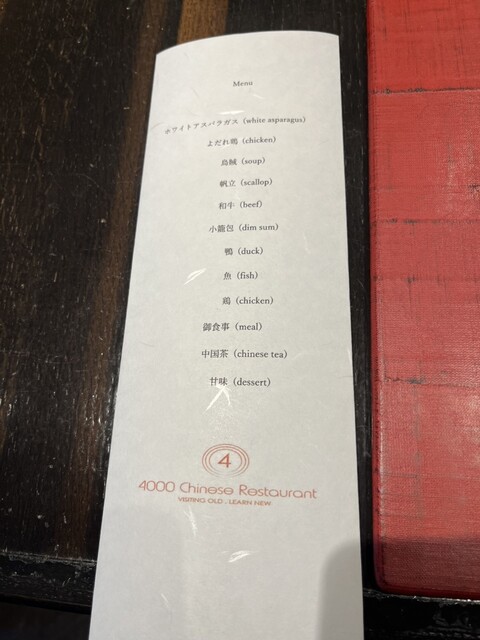 Menu
ホワイトアスパラガス（white asparagus）
よだれ鶏（chicken）
烏賊（soup）
帆立（scallop）
和牛（beef）
小籠包（dim sum）
鴨（duck）
魚（fish）
鶏（chicken）
御食事（meal）
中国茶（chinese tea）
甘味（dessert）
4
4000 Chinese Restaurant
VISITING OLD , LEARN NEW